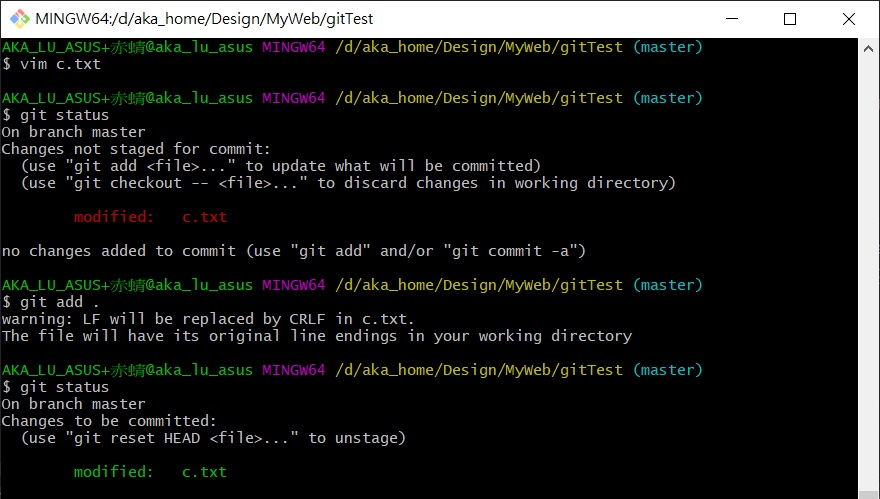 MINGW64:/d/aka_home/Design/MyWeb/gitTest
AKA_LU_ASUS+赤蜻@aka_lu_asus MINGW64 /d/aka_home/Design/MyWeb/gitTest (master)
$ vim c.txt
AKA_LU_ASUS+赤蜻@aka_lu_asus MINGW64 /d/aka_home/Design/MyWeb/gitTest (master)
$ git status
On branch master
Changes not staged for commit:
  (use "git add <file>..." to update what will be committed)
  (use "git checkout -- <file>..." to discard changes in working directory)
        modified:   c.txt
no changes added to commit (use "git add" and/or "git commit -a")
AKA_LU_ASUS+赤蜻@aka_lu_asus MINGW64 /d/aka_home/Design/MyWeb/gitTest (master)
$ git add .
warning: LF will be replaced by CRLF in c.txt.
The file will have its original line endings in your working directory
AKA_LU_ASUS+赤蜻@aka_lu_asus MINGW64 /d/aka_home/Design/MyWeb/gitTest (master)
$ git status
On branch master
Changes to be committed:
  (use "git reset HEAD <file>..." to unstage)
        modified:   c.txt